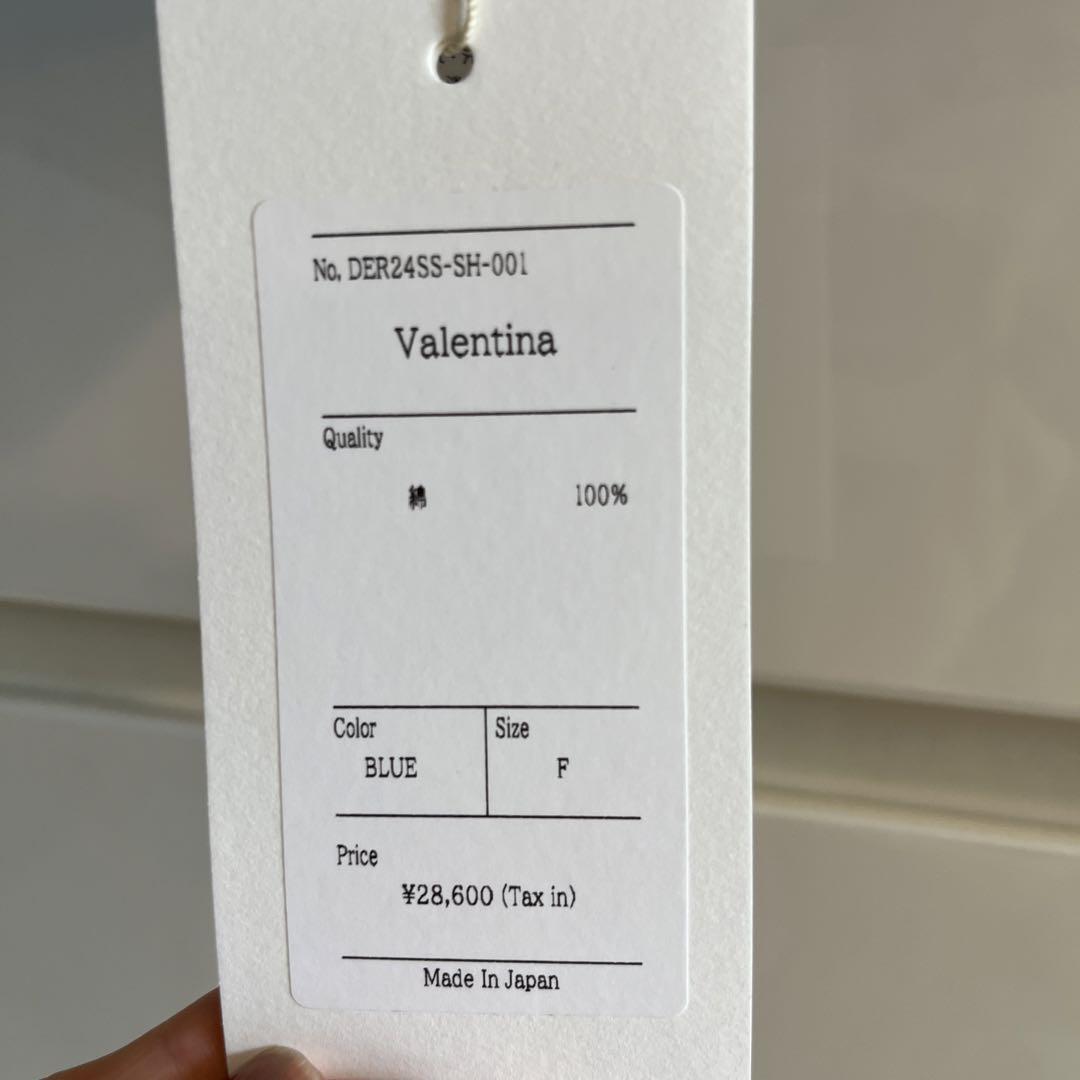 No. DER24SS-SH-001
Valentina
Quality
綿 100%
Color Size
BLUE F
Price
¥28,600 (Tax in)
Made In Japan